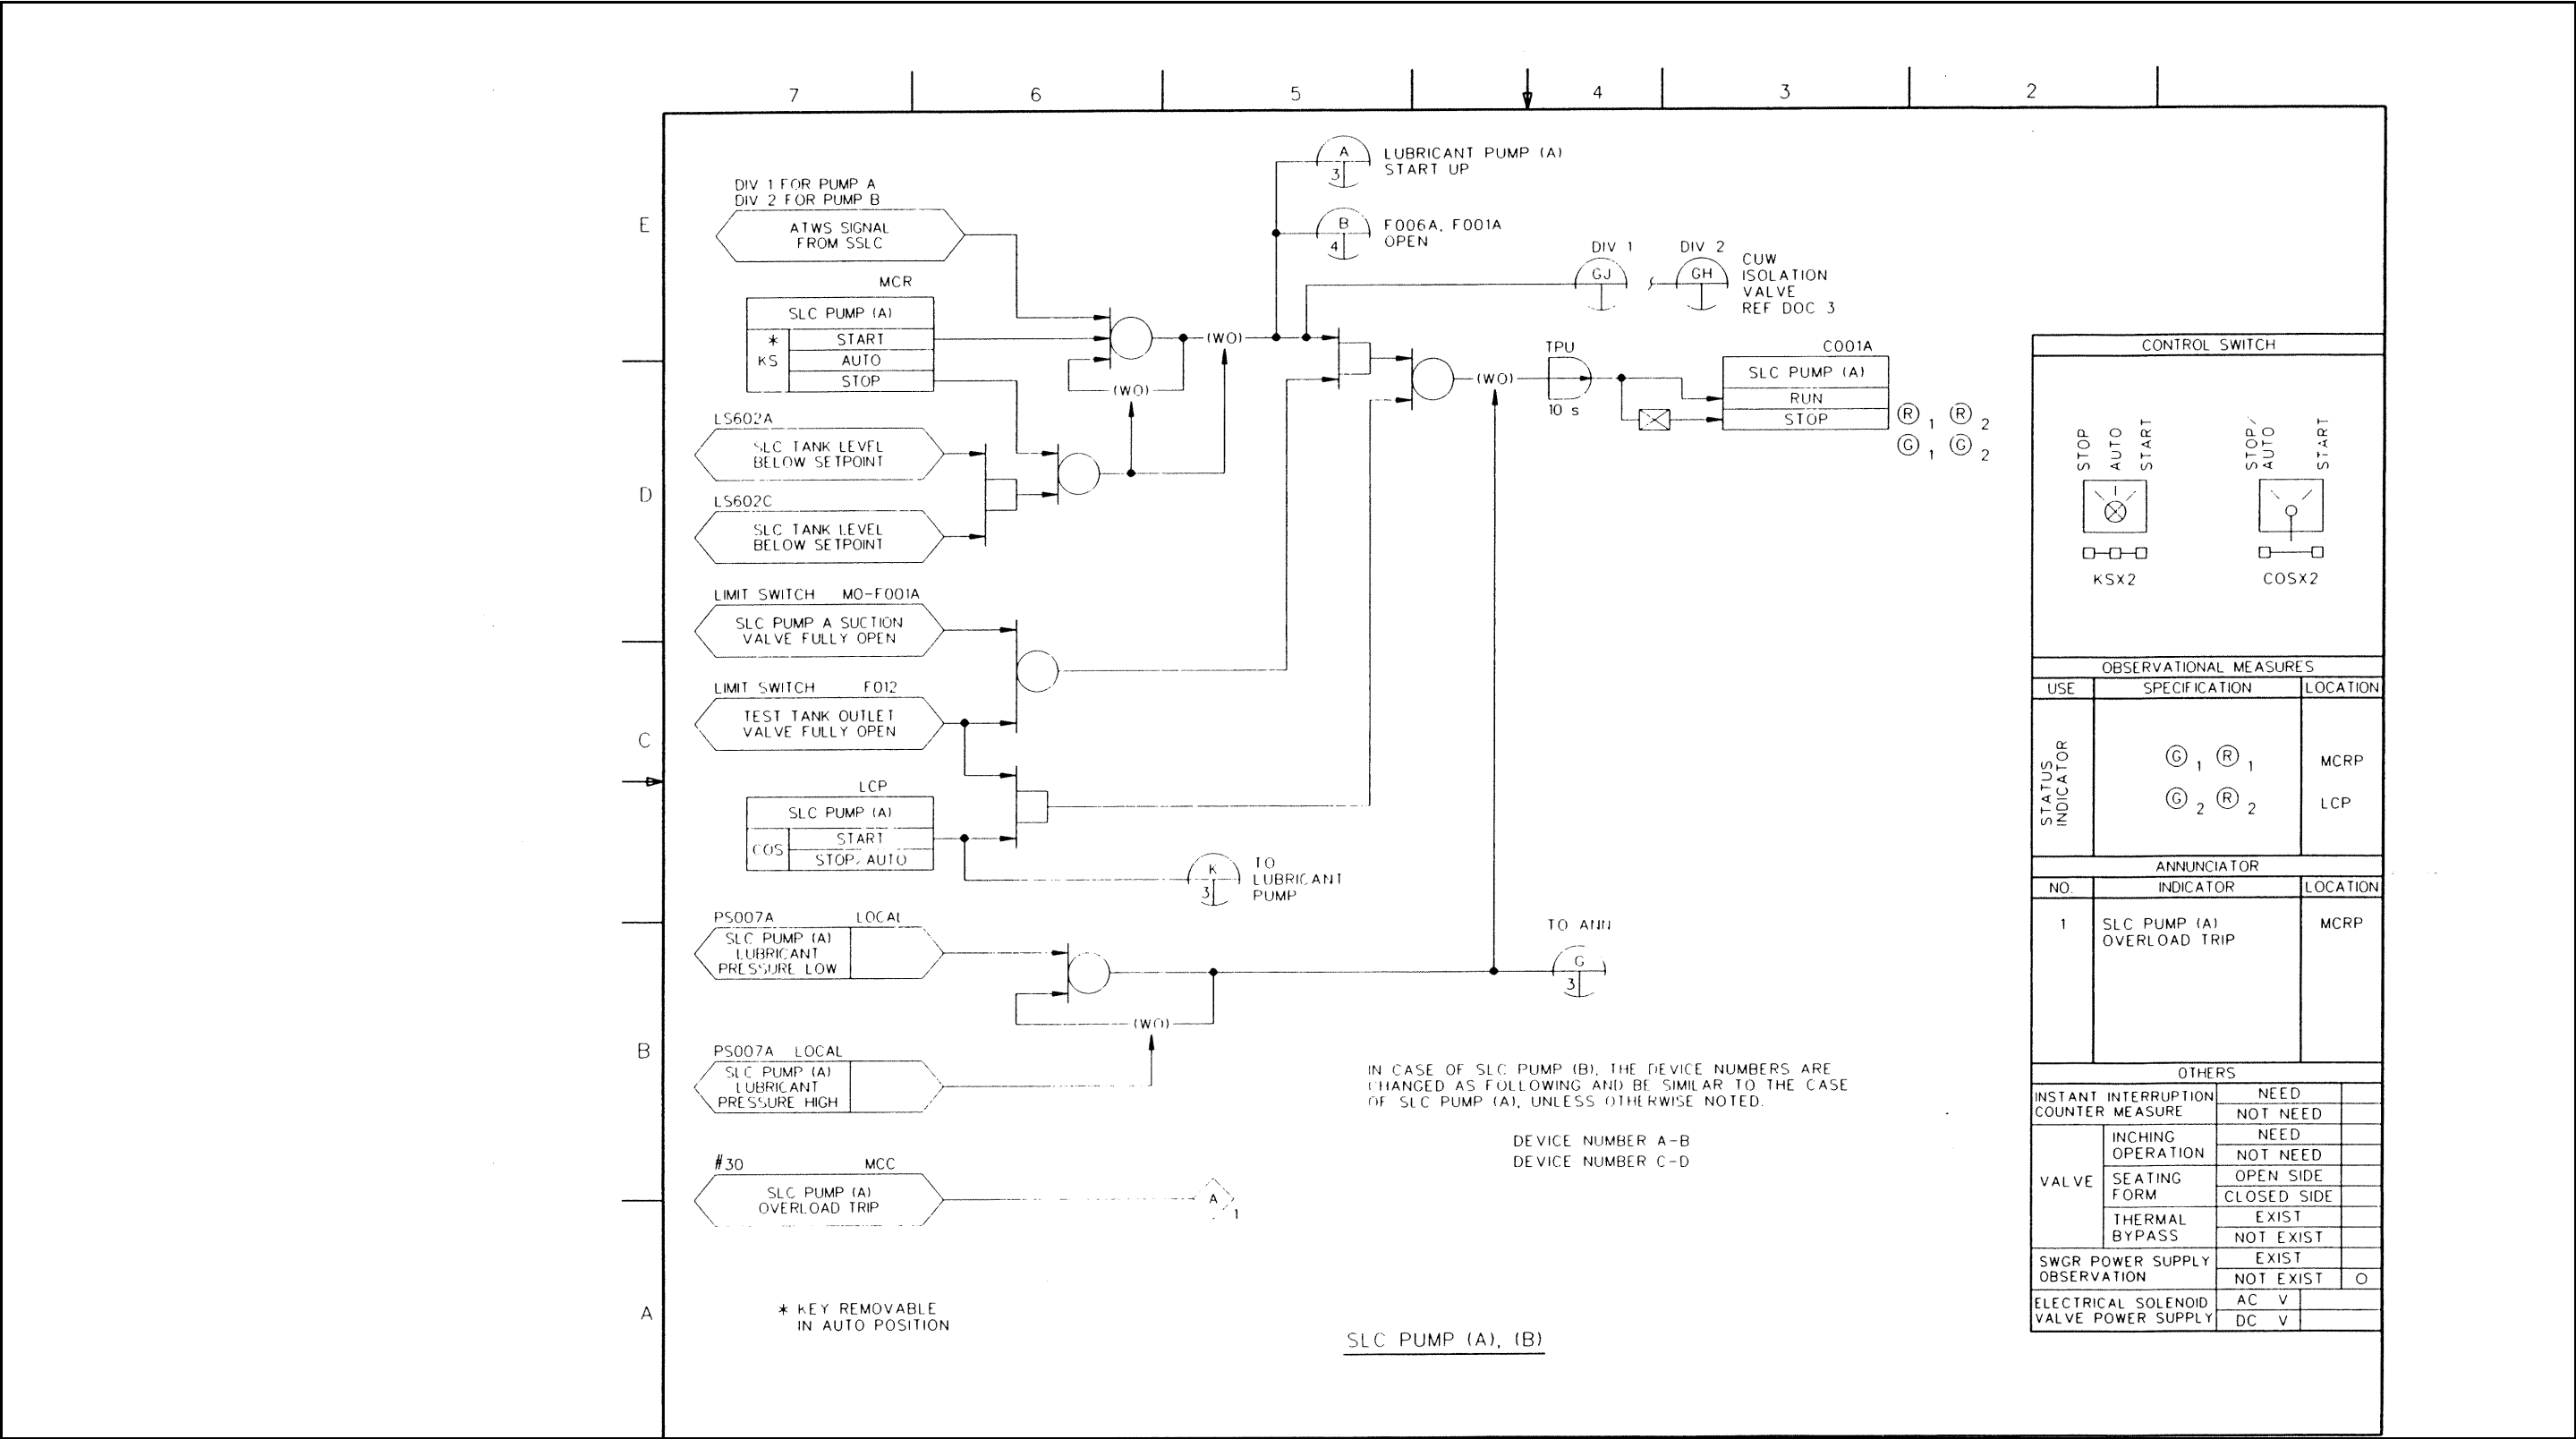 7 6 5 4 3 2
E
D
C
B
A
DIV 1 FOR PUMP A
DIV 2 FOR PUMP B
ATWS SIGNAL
FROM SSLC
MCR
SLC PUMP (A)
* KS
START
AUTO
STOP
LS602A
SLC TANK LEVEL
BELOW SETPOINT
LS602C
SLC TANK LEVEL
BELOW SETPOINT
LIMIT SWITCH MO-F001A
SLC PUMP A SUCTION
VALVE FULLY OPEN
LIMIT SWITCH F012
TEST TANK OUTLET
VALVE FULLY OPEN
LCP
SLC PUMP (A)
COS
START
STOP/AUTO
PS007A LOCAL
SLC PUMP (A)
LUBRICANT
PRESSURE LOW
PS007A LOCAL
SLC PUMP (A)
LUBRICANT
PRESSURE HIGH
#30 MCC
SLC PUMP (A)
OVERLOAD TRIP
* KEY REMOVABLE
IN AUTO POSITION
(WO)
(WO)
(WO)
(WO)
A
3
LUBRICANT PUMP (A)
START UP
B
4
F006A, F001A
OPEN
DIV 1 DIV 2
GJ GH
CUW
ISOLATION
VALVE
REF DOC 3
TPU
10 s
C001A
SLC PUMP (A)
RUN
STOP
R 1 R 2
G 1 G 2
K
3
TO
LUBRICANT
PUMP
TO ANN
G
3
A 1
IN CASE OF SLC PUMP (B), THE DEVICE NUMBERS ARE
CHANGED AS FOLLOWING AND BE SIMILAR TO THE CASE
OF SLC PUMP (A), UNLESS OTHERWISE NOTED.
DEVICE NUMBER A-B
DEVICE NUMBER C-D
SLC PUMP (A), (B)
CONTROL SWITCH
STOP
AUTO
START
KSX2
STOP/
AUTO
START
COSX2
OBSERVATIONAL MEASURES
USE SPECIFICATION LOCATION
STATUS
INDICATOR
G 1 R 1 MCRP
G 2 R 2 LCP
ANNUNCIATOR
NO. INDICATOR LOCATION
1 SLC PUMP (A) MCRP
OVERLOAD TRIP
OTHERS
INSTANT INTERRUPTION
COUNTER MEASURE
NEED
NOT NEED
VALVE
INCHING
OPERATION
NEED
NOT NEED
SEATING
FORM
OPEN SIDE
CLOSED SIDE
THERMAL
BYPASS
EXIST
NOT EXIST
SWGR POWER SUPPLY
OBSERVATION
EXIST
NOT EXIST O
ELECTRICAL SOLENOID
VALVE POWER SUPPLY
AC V
DC V